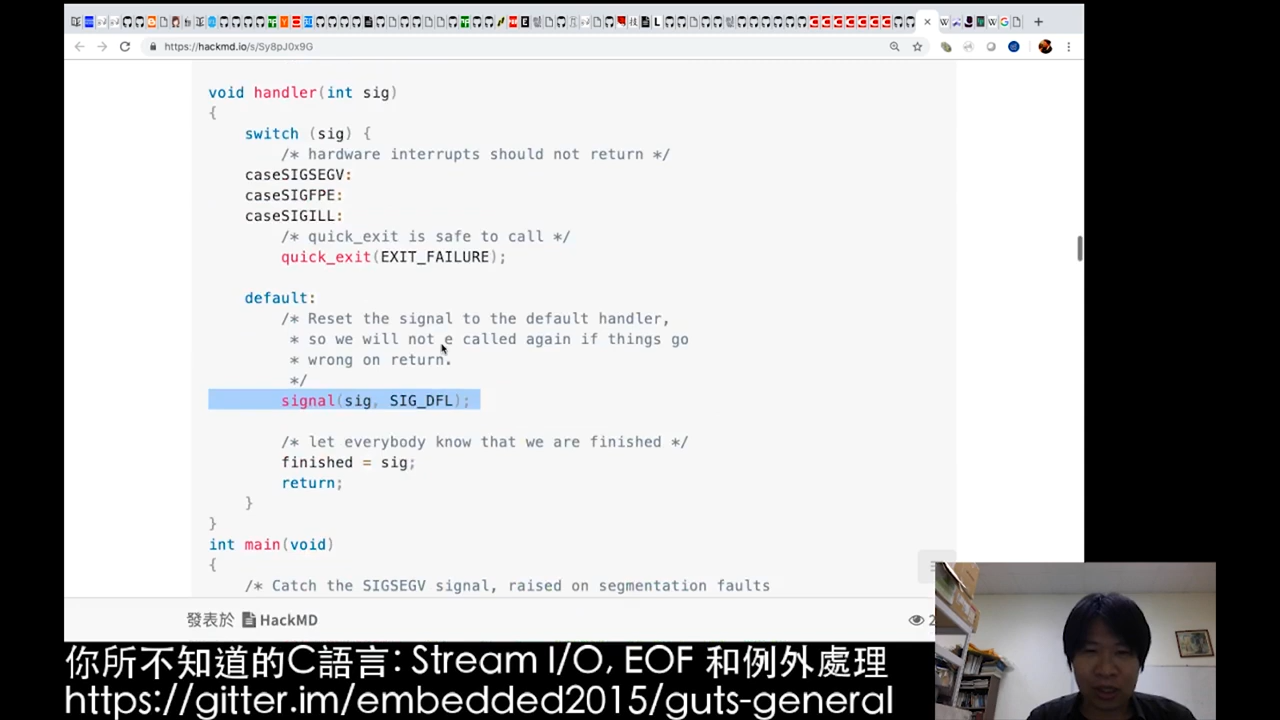 https://hackmd.io/s/Sy8pJ0x9G
void handler(int sig)
{
switch (sig) {
/* hardware interrupts should not return */
caseSIGSEGV:
caseSIGFPE:
caseSIGILL:
/* quick_exit is safe to call */
quick_exit(EXIT_FAILURE);
default:
/* Reset the signal to the default handler,
* so we will not e called again if things go
* wrong on return.
*/
signal(sig, SIG_DFL);
/* let everybody know that we are finished */
finished = sig;
return;
}
}
int main(void)
{
/* Catch the SIGSEGV signal, raised on segmentation faults
發表於 HackMD
你所不知道的C語言: Stream I/O, EOF 和例外處理
https://gitter.im/embedded2015/guts-general